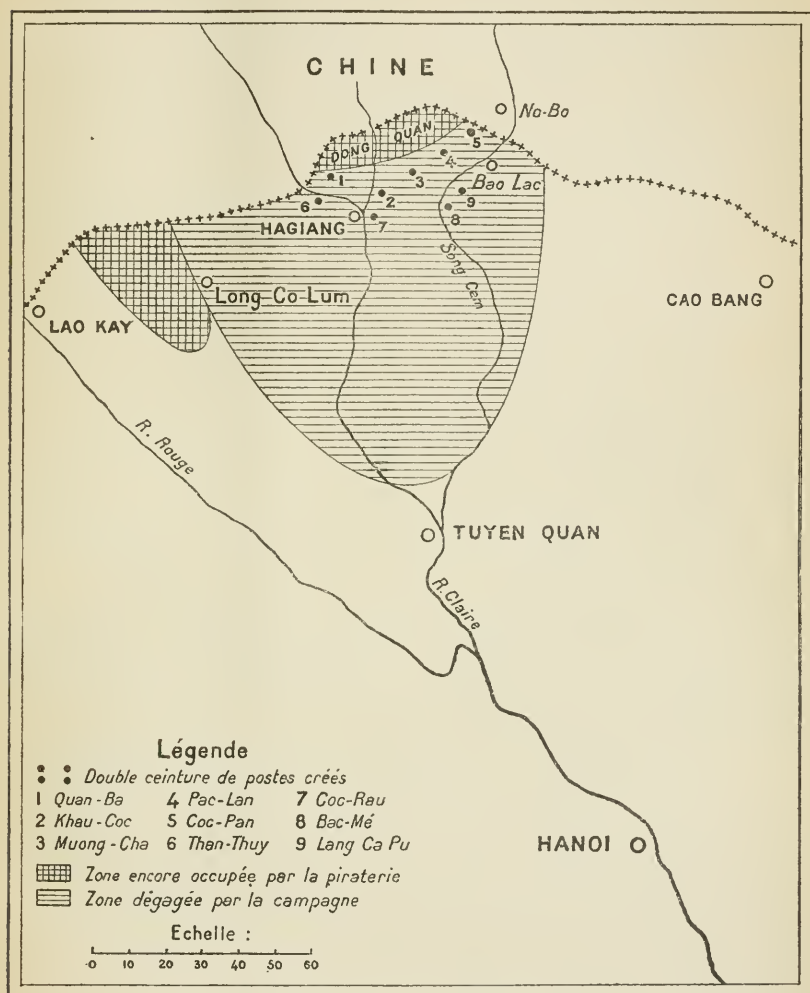 CHINE
No-Bo
DONG QUAN
5
4
1
3
Bao Lac
2
9
6
8
HAGIANG
7
Song Cem
Long-Co-Lum
CAO BANG
LAO KAY
R. Rouge
TUYEN QUAN
R. Claire
Légende
Double ceinture de postes créés
1 Quan-Ba 4 Pac-Lan 7 Coc-Rau
2 Khau-Coc 5 Coc-Pan 8 Bac-Mé
3 Muong-Cha 6 Than-Thuy 9 Lang Ca Pu
Zone encore occupée par la piraterie
Zone dégagée par la campagne
HANOI
Echelle :
0 10 20 30 40 50 60